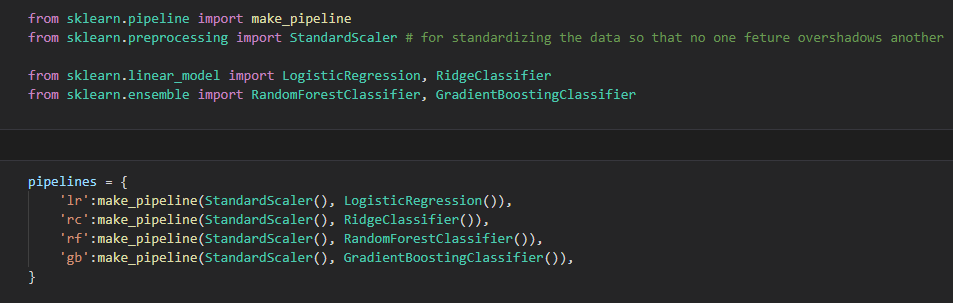 from sklearn.pipeline import make_pipeline
from sklearn.preprocessing import StandardScaler # for standardizing the data so that no one feture overshadows another
from sklearn.linear_model import LogisticRegression, RidgeClassifier
from sklearn.ensemble import RandomForestClassifier, GradientBoostingClassifier
pipelines = {
    'lr':make_pipeline(StandardScaler(), LogisticRegression()),
    'rc':make_pipeline(StandardScaler(), RidgeClassifier()),
    'rf':make_pipeline(StandardScaler(), RandomForestClassifier()),
    'gb':make_pipeline(StandardScaler(), GradientBoostingClassifier()),
}